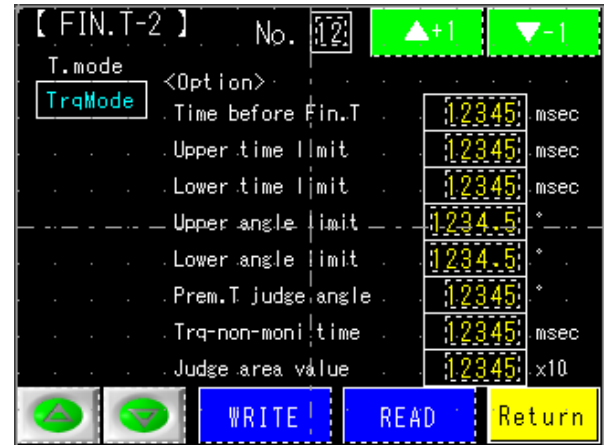 【 FIN.T-2 】 No. 12 ▲+1 ▼-1
T.mode
<Option>
TrqMode
Time before Fin.T 12345 msec
Upper time limit 12345 msec
Lower time limit 12345 msec
Upper angle limit 1234.5 °
Lower angle limit 1234.5 °
Prem.T judge angle 12345 °
Trq-non-moni time 12345 msec
Judge area value 12345 x10
WRITE READ Return